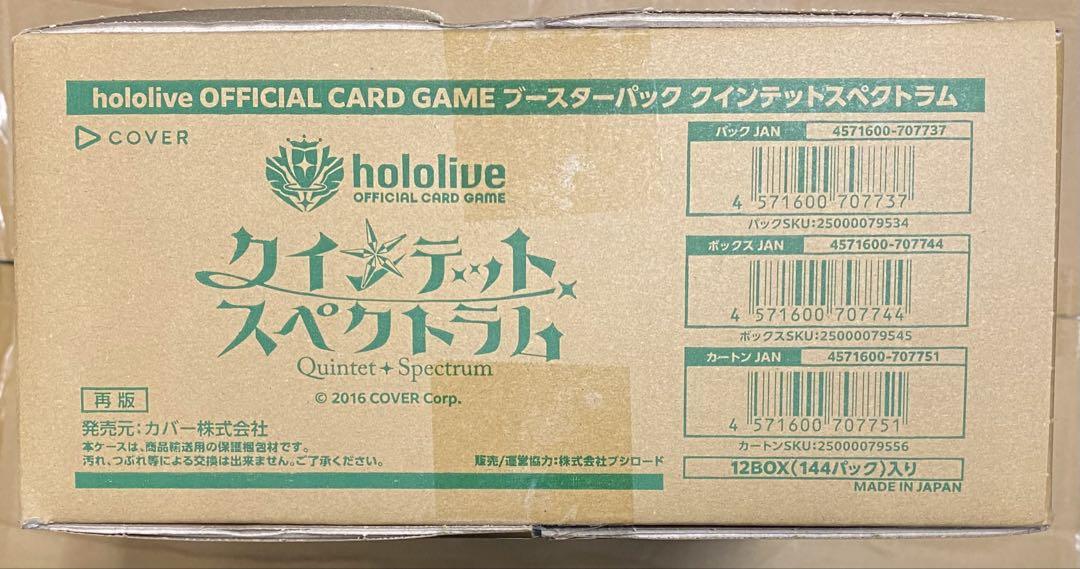 hololive OFFICIAL CARD GAME ブースターパック クインテットスペクトラム
COVER
hololive
OFFICIAL CARD GAME
クインテット
スペクトラム
Quintet Spectrum
© 2016 COVER Corp.
再版
発売元:カバー株式会社
本ケースは、商品輸送用の保護梱包材です。
汚れ、つぶれ等による交換は出来ません。ご了承ください。
販売/運営協力:株式会社ブシロード
パック JAN 4571600-707737
4 571600 707737
パックSKU:25000079534
ボックス JAN 4571600-707744
4 571600 707744
ボックスSKU:25000079545
カートン JAN 4571600-707751
4 571600 707751
カートンSKU:25000079556
12BOX(144パック)入り
MADE IN JAPAN